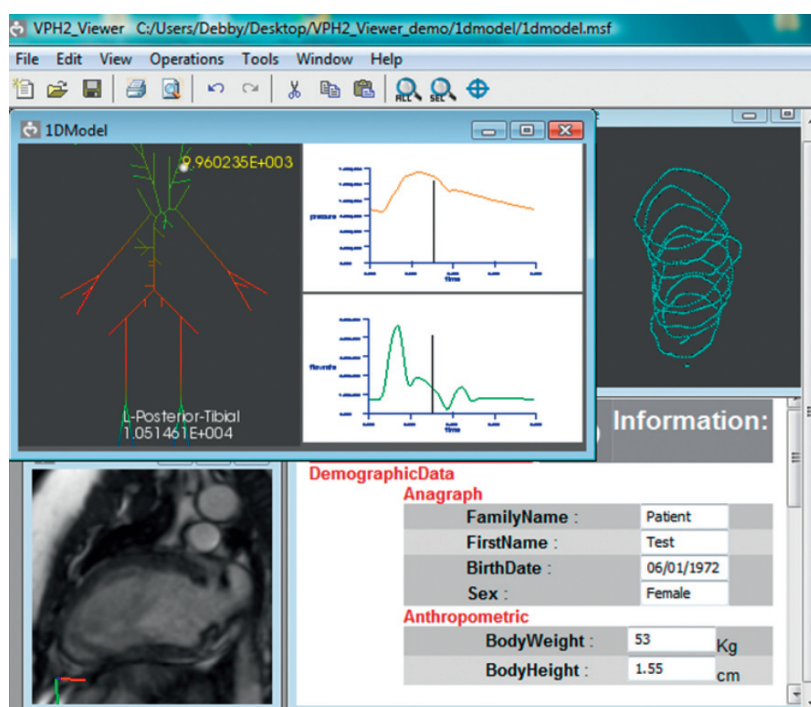 VPH2_Viewer C:/Users/Debby/Desktop/VPH2_Viewer_demo/1dmodel/1dmodel.msf
File Edit View Operations Tools Window Help
ALL SEL
1DModel
9.960235E+003
pressure
Time
L-Posterior-Tibial
1.051461E+004
flowrate
Time
Information:
DemographicData
Anagraph
FamilyName : Patient
FirstName : Test
BirthDate : 06/01/1972
Sex : Female
Anthropometric
BodyWeight : 53 Kg
BodyHeight : 1.55 cm